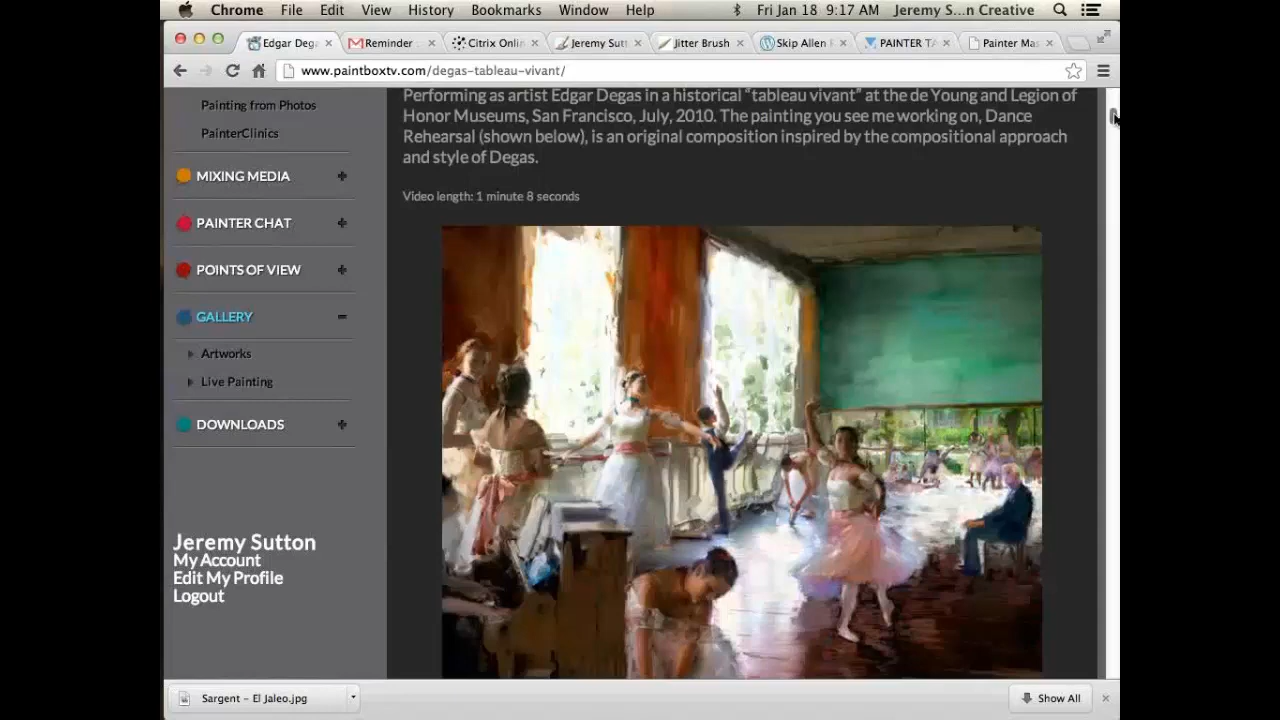 Chrome File Edit View History Bookmarks Window Help Fri Jan 18 9:17 AM Jeremy S...n Creative
Edgar Deg Reminder Citrix Onlin Jeremy Sutt Jitter Brush Skip Allen PAINTER TA Painter Mas
www.paintboxtv.com/degas-tableau-vivant/
Painting from Photos
PainterClinics
MIXING MEDIA
PAINTER CHAT
POINTS OF VIEW
GALLERY
Artworks
Live Painting
DOWNLOADS
Jeremy Sutton
My Account
Edit My Profile
Logout
Performing as artist Edgar Degas in a historical “tableau vivant” at the de Young and Legion of
Honor Museums, San Francisco, July, 2010. The painting you see me working on, Dance
Rehearsal (shown below), is an original composition inspired by the compositional approach
and style of Degas.
Video length: 1 minute 8 seconds
Sargent - El Jaleo.jpg
Show All